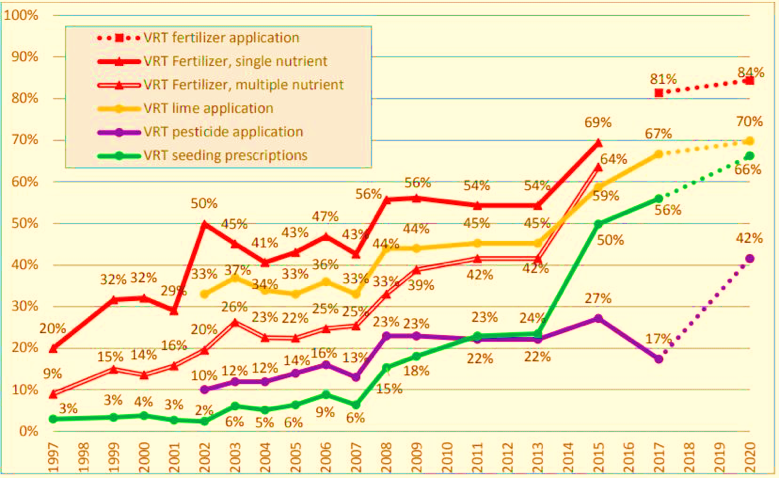 100%
90%
80%
70%
60%
50%
40%
30%
20%
10%
0%
VRT fertilizer application
VRT Fertilizer, single nutrient
VRT Fertilizer, multiple nutrient
VRT lime application
VRT pesticide application
VRT seeding prescriptions
81% 84%
20% 32% 32% 29% 50% 45% 41% 43% 47% 43% 56% 56% 54% 54% 69%
9% 15% 14% 16% 20% 26% 23% 22% 25% 25% 33% 39% 42% 42% 64%
33% 37% 34% 33% 36% 33% 44% 44% 45% 45% 59% 67% 70%
10% 12% 12% 14% 16% 13% 23% 23% 22% 22% 27% 17% 42%
3% 3% 4% 3% 2% 6% 5% 6% 9% 6% 15% 18% 23% 24% 50% 56% 66%
1997 1998 1999 2000 2001 2002 2003 2004 2005 2006 2007 2008 2009 2010 2011 2012 2013 2014 2015 2016 2017 2018 2019 2020